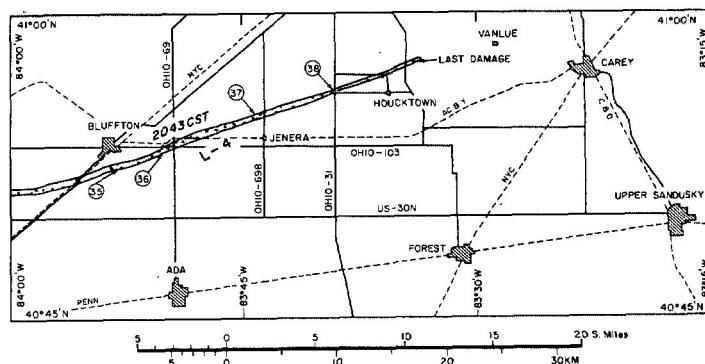 41°00'N
84°00'W
OHIO-69
NYC
38
VANLUE
LAST DAMAGE
41°00'N
83°15'W
CAREY
37
HOUCKTOWN
AC & Y
C & O
BLUFFTON
2043 CST
L-4
JENERA
OHIO-103
NYC
35
36
OHIO-698
OHIO-31
US-30N
UPPER SANDUSKY
FOREST
ADA
84°00'W
83°45'W
83°30'W
83°15'W
PENN
40°45'N
40°45'N
5 0 5 10 15 20 S. Miles
5 0 10 20 30KM